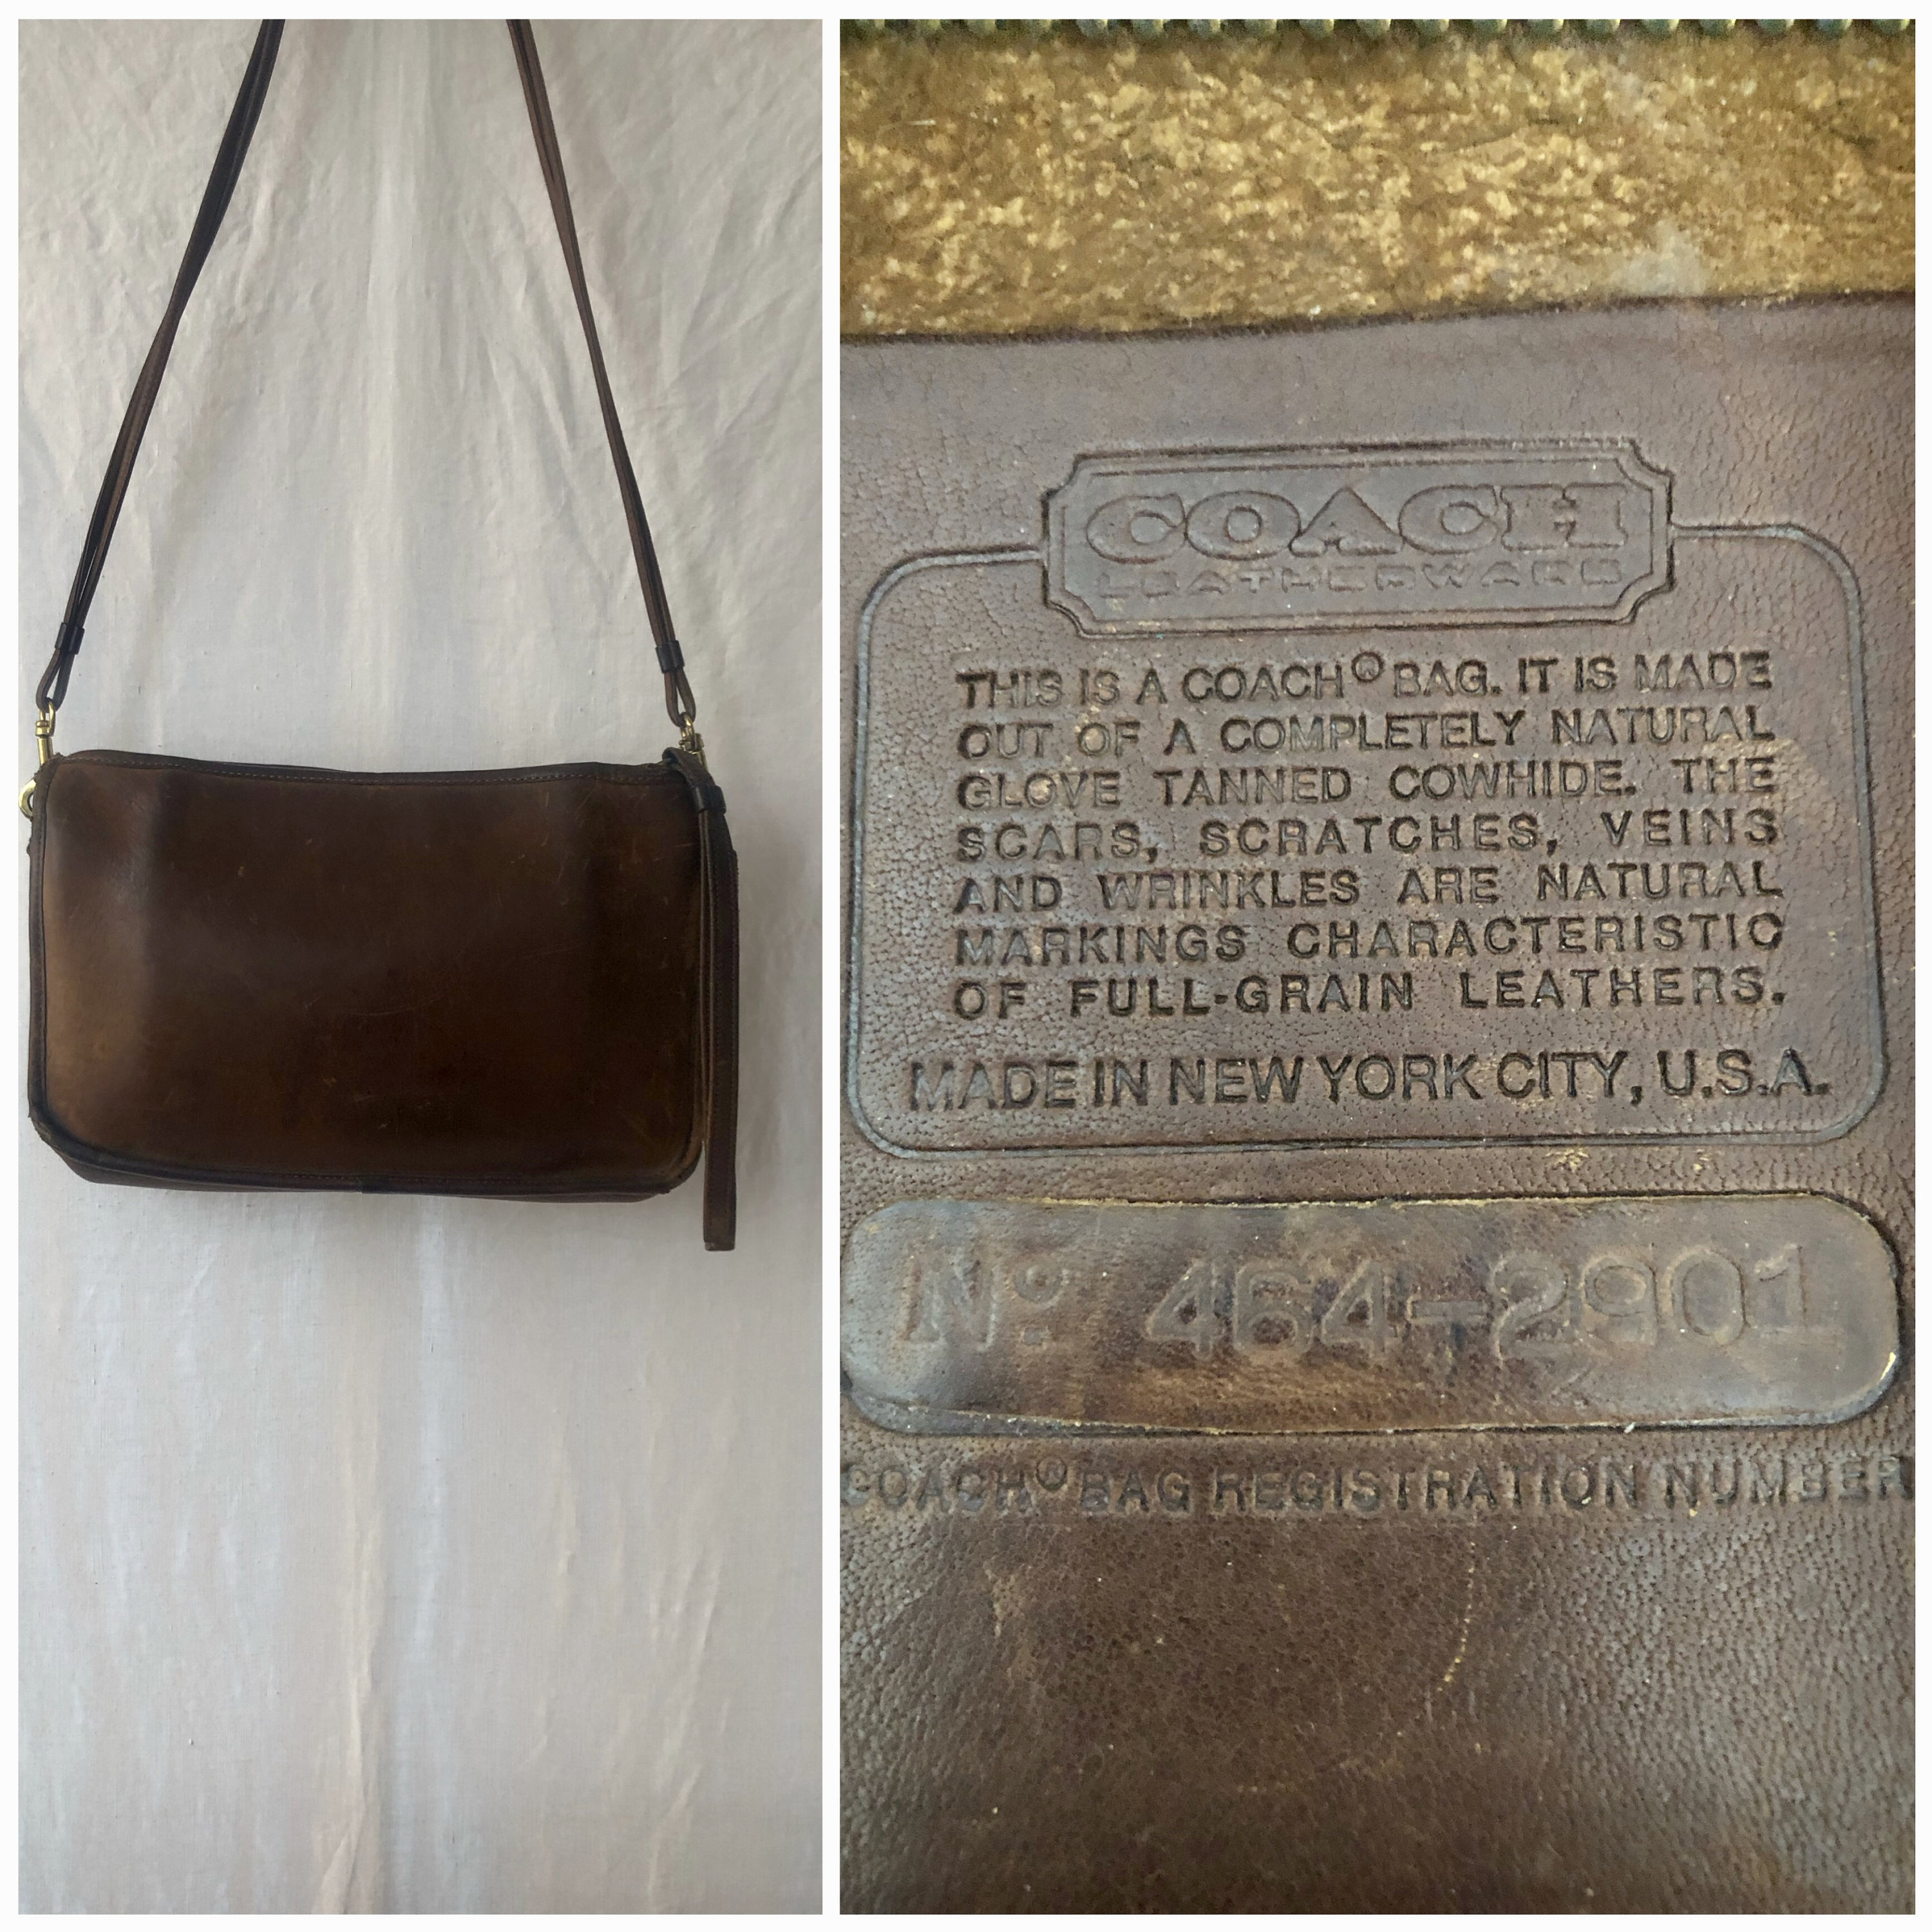 COACH
LEATHERWARE
THIS IS A COACH® BAG. IT IS MADE
OUT OF A COMPLETELY NATURAL
GLOVE TANNED COWHIDE. THE
SCARS, SCRATCHES, VEINS
AND WRINKLES ARE NATURAL
MARKINGS CHARACTERISTIC
OF FULL-GRAIN LEATHERS.
MADE IN NEW YORK CITY, U.S.A.
Nº 464-2901
COACH® BAG REGISTRATION NUMBER